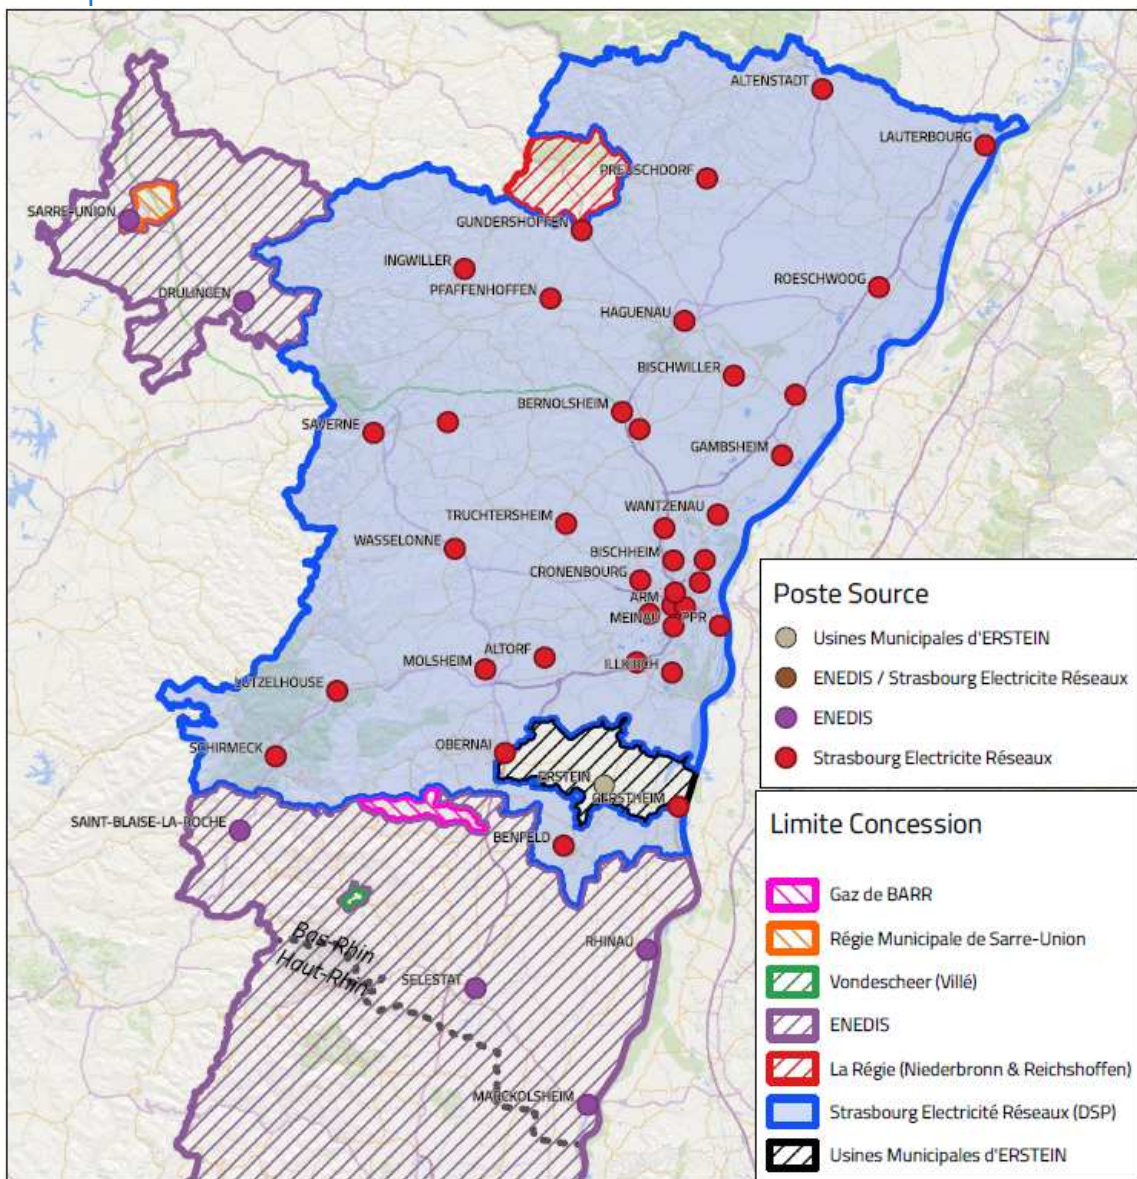 ALTENSTADT
LAUTERBOURG
PREUSCHDORF
SARRE-UNION
GUNDERSHOFFEN
INGWILLER
ROESCHWOOG
DRULINGEN
PFAFFENHOFFEN
HAGUENAU
BISCHWILLER
BERNOLSHEIM
SAVERNE
GAMBSHEIM
WANTZENAU
TRUCHTERSHEIM
WASSELONNE
BISCHHEIM
CRONENBOURG
ARM
MEINAU
PPR
ALTORF
MOLSHEIM
ILLKIRCH
LUTZELHOUSE
SCHIRMECK
OBERNAI
ERSTEIN
GERSTHEIM
SAINT-BLAISE-LA-ROCHE
BENFELD
Bas-Rhin
Haut-Rhin
RHINAU
SELESTAT
MARCKOLSHEIM
Poste Source
Usines Municipales d'ERSTEIN
ENEDIS / Strasbourg Electricite Réseaux
ENEDIS
Strasbourg Electricite Réseaux
Limite Concession
Gaz de BARR
Régie Municipale de Sarre-Union
Vondescheer (Villé)
ENEDIS
La Régie (Niederbronn & Reichshoffen)
Strasbourg Electricité Réseaux (DSP)
Usines Municipales d'ERSTEIN